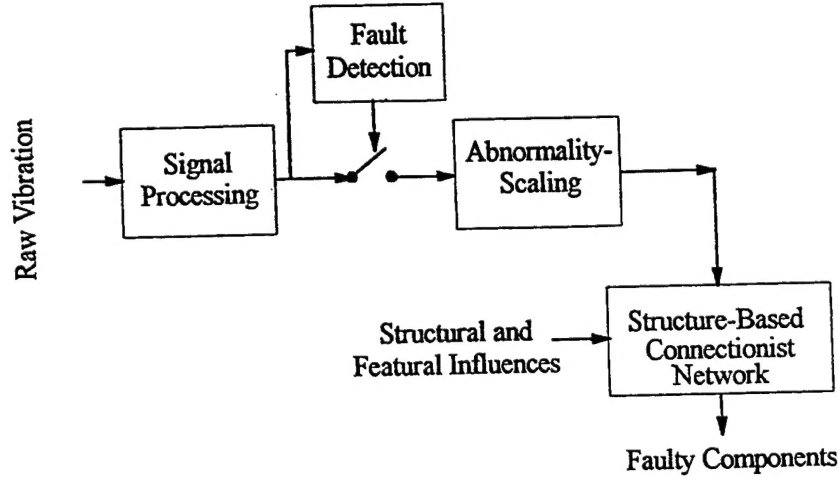 Fault
Detection
Raw Vibration
Signal
Processing
Abnormality-
Scaling
Structural and
Featural Influences
Structure-Based
Connectionist
Network
Faulty Components